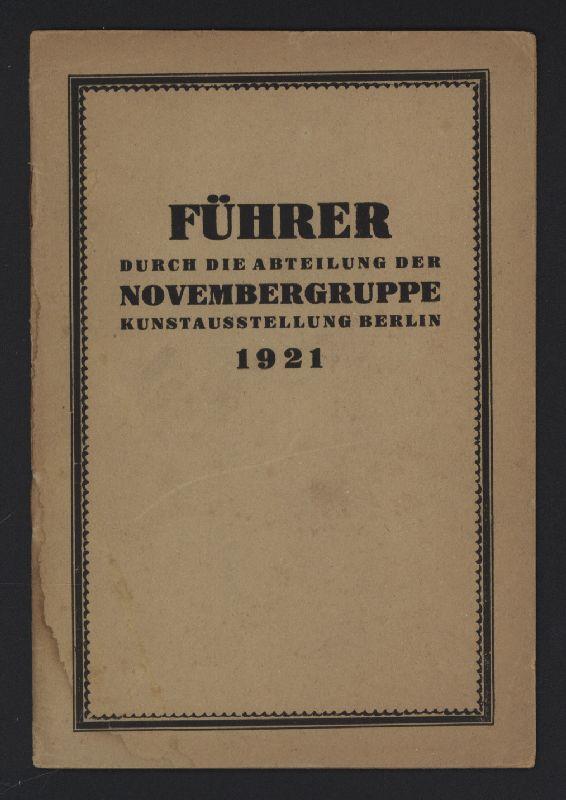 FÜHRER
DURCH DIE ABTEILUNG DER
NOVEMBERGRUPPE
KUNSTAUSSTELLUNG BERLIN
1921